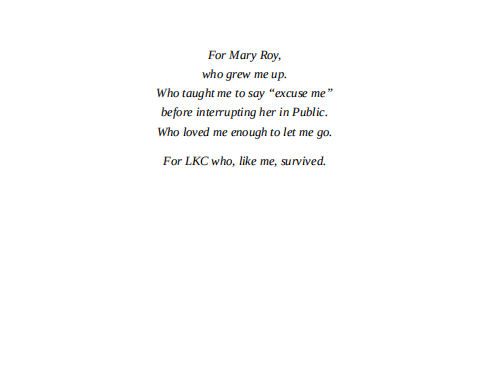 For Mary Roy,
who grew me up.
Who taught me to say “excuse me”
before interrupting her in Public.
Who loved me enough to let me go.
For LKC who, like me, survived.